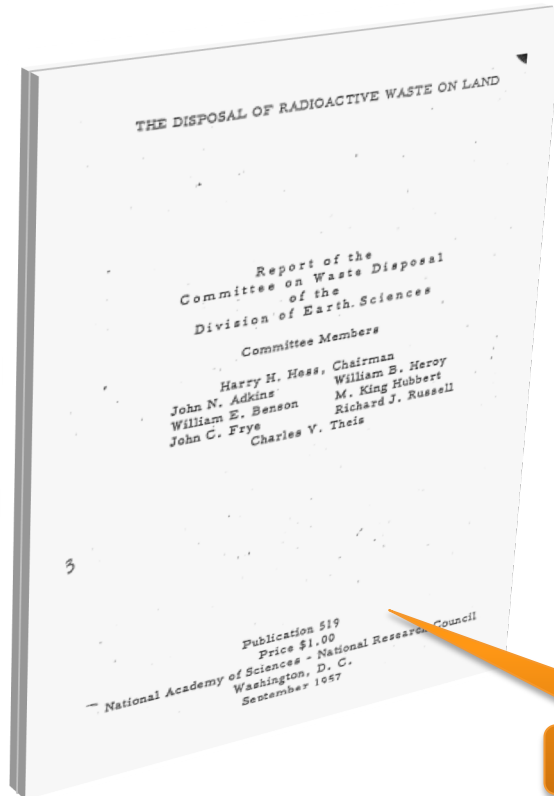 THE DISPOSAL OF RADIOACTIVE WASTE ON LAND
Report of the
Committee on Waste Disposal
of the
Division of Earth Sciences
Committee Members
Harry H. Hess, Chairman
John N. Adkins William B. Heroy
William E. Benson M. King Hubbert
John C. Frye Richard J. Russell
Charles V. Theis
3
Publication 519
Price $1.00
National Academy of Sciences - National Research Council
Washington, D. C.
September 1957